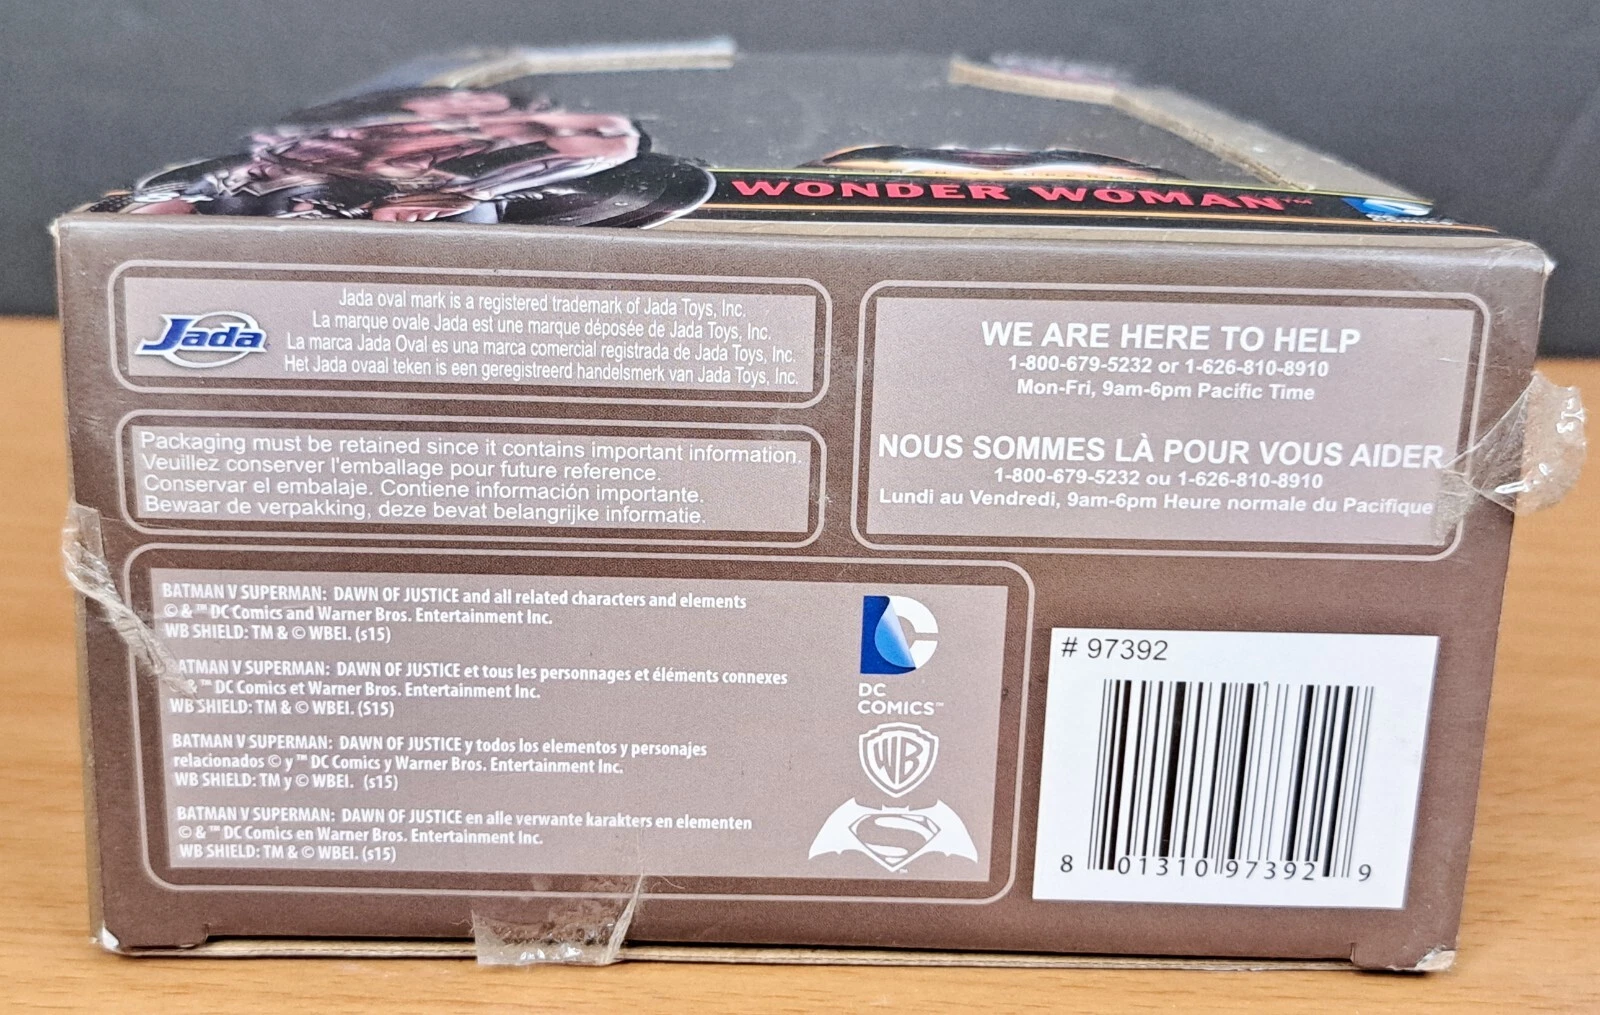 WONDER WOMAN™
Jada
Jada oval mark is a registered trademark of Jada Toys, Inc.
La marque ovale Jada est une marque déposée de Jada Toys, Inc.
La marca Jada Oval es una marca comercial registrada de Jada Toys, Inc.
Het Jada ovaal teken is een geregistreerd handelsmerk van Jada Toys, Inc.
Packaging must be retained since it contains important information.
Veuillez conserver l'emballage pour future reference.
Conservar el embalaje. Contiene información importante.
Bewaar de verpakking, deze bevat belangrijke informatie.
WE ARE HERE TO HELP
1-800-679-5232 or 1-626-810-8910
Mon-Fri, 9am-6pm Pacific Time
NOUS SOMMES LÀ POUR VOUS AIDER
1-800-679-5232 ou 1-626-810-8910
Lundi au Vendredi, 9am-6pm Heure normale du Pacifique
BATMAN V SUPERMAN: DAWN OF JUSTICE and all related characters and elements
© & ™ DC Comics and Warner Bros. Entertainment Inc.
WB SHIELD: TM & © WBEI. (s15)
ATMAN V SUPERMAN: DAWN OF JUSTICE et tous les personnages et éléments connexes
& ™ DC Comics et Warner Bros. Entertainment Inc.
WB SHIELD: TM & © WBEI. (S15)
BATMAN V SUPERMAN: DAWN OF JUSTICE y todos los elementos y personajes
relacionados © y ™ DC Comics y Warner Bros. Entertainment Inc.
WB SHIELD: TM y © WBEI. (s15)
BATMAN V SUPERMAN: DAWN OF JUSTICE en alle verwante karakters en elementen
© & ™ DC Comics en Warner Bros. Entertainment Inc.
WB SHIELD: TM & © WBEI. (s15)
DC
COMICS™
WB
# 97392
8 01310 97392 9